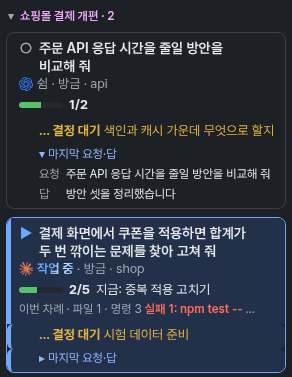 ▼ 쇼핑몰 결제 개편 · 2
주문 API 응답 시간을 줄일 방안을
비교해 줘
쉼 · 방금 · api
1/2
... 결정 대기 색인과 캐시 가운데 무엇으로 할지
▾ 마지막 요청·답
요청 주문 API 응답 시간을 줄일 방안을 비교해 줘
답 방안 셋을 정리했습니다
결제 화면에서 쿠폰을 적용하면 합계가
두 번 깎이는 문제를 찾아 고쳐 줘
작업 중 · 방금 · shop
2/5 지금: 중복 적용 고치기
이번 차례 · 파일 1 · 명령 3 실패 1: npm test -- ...
... 결정 대기 시험 데이터 준비
▸ 마지막 요청·답